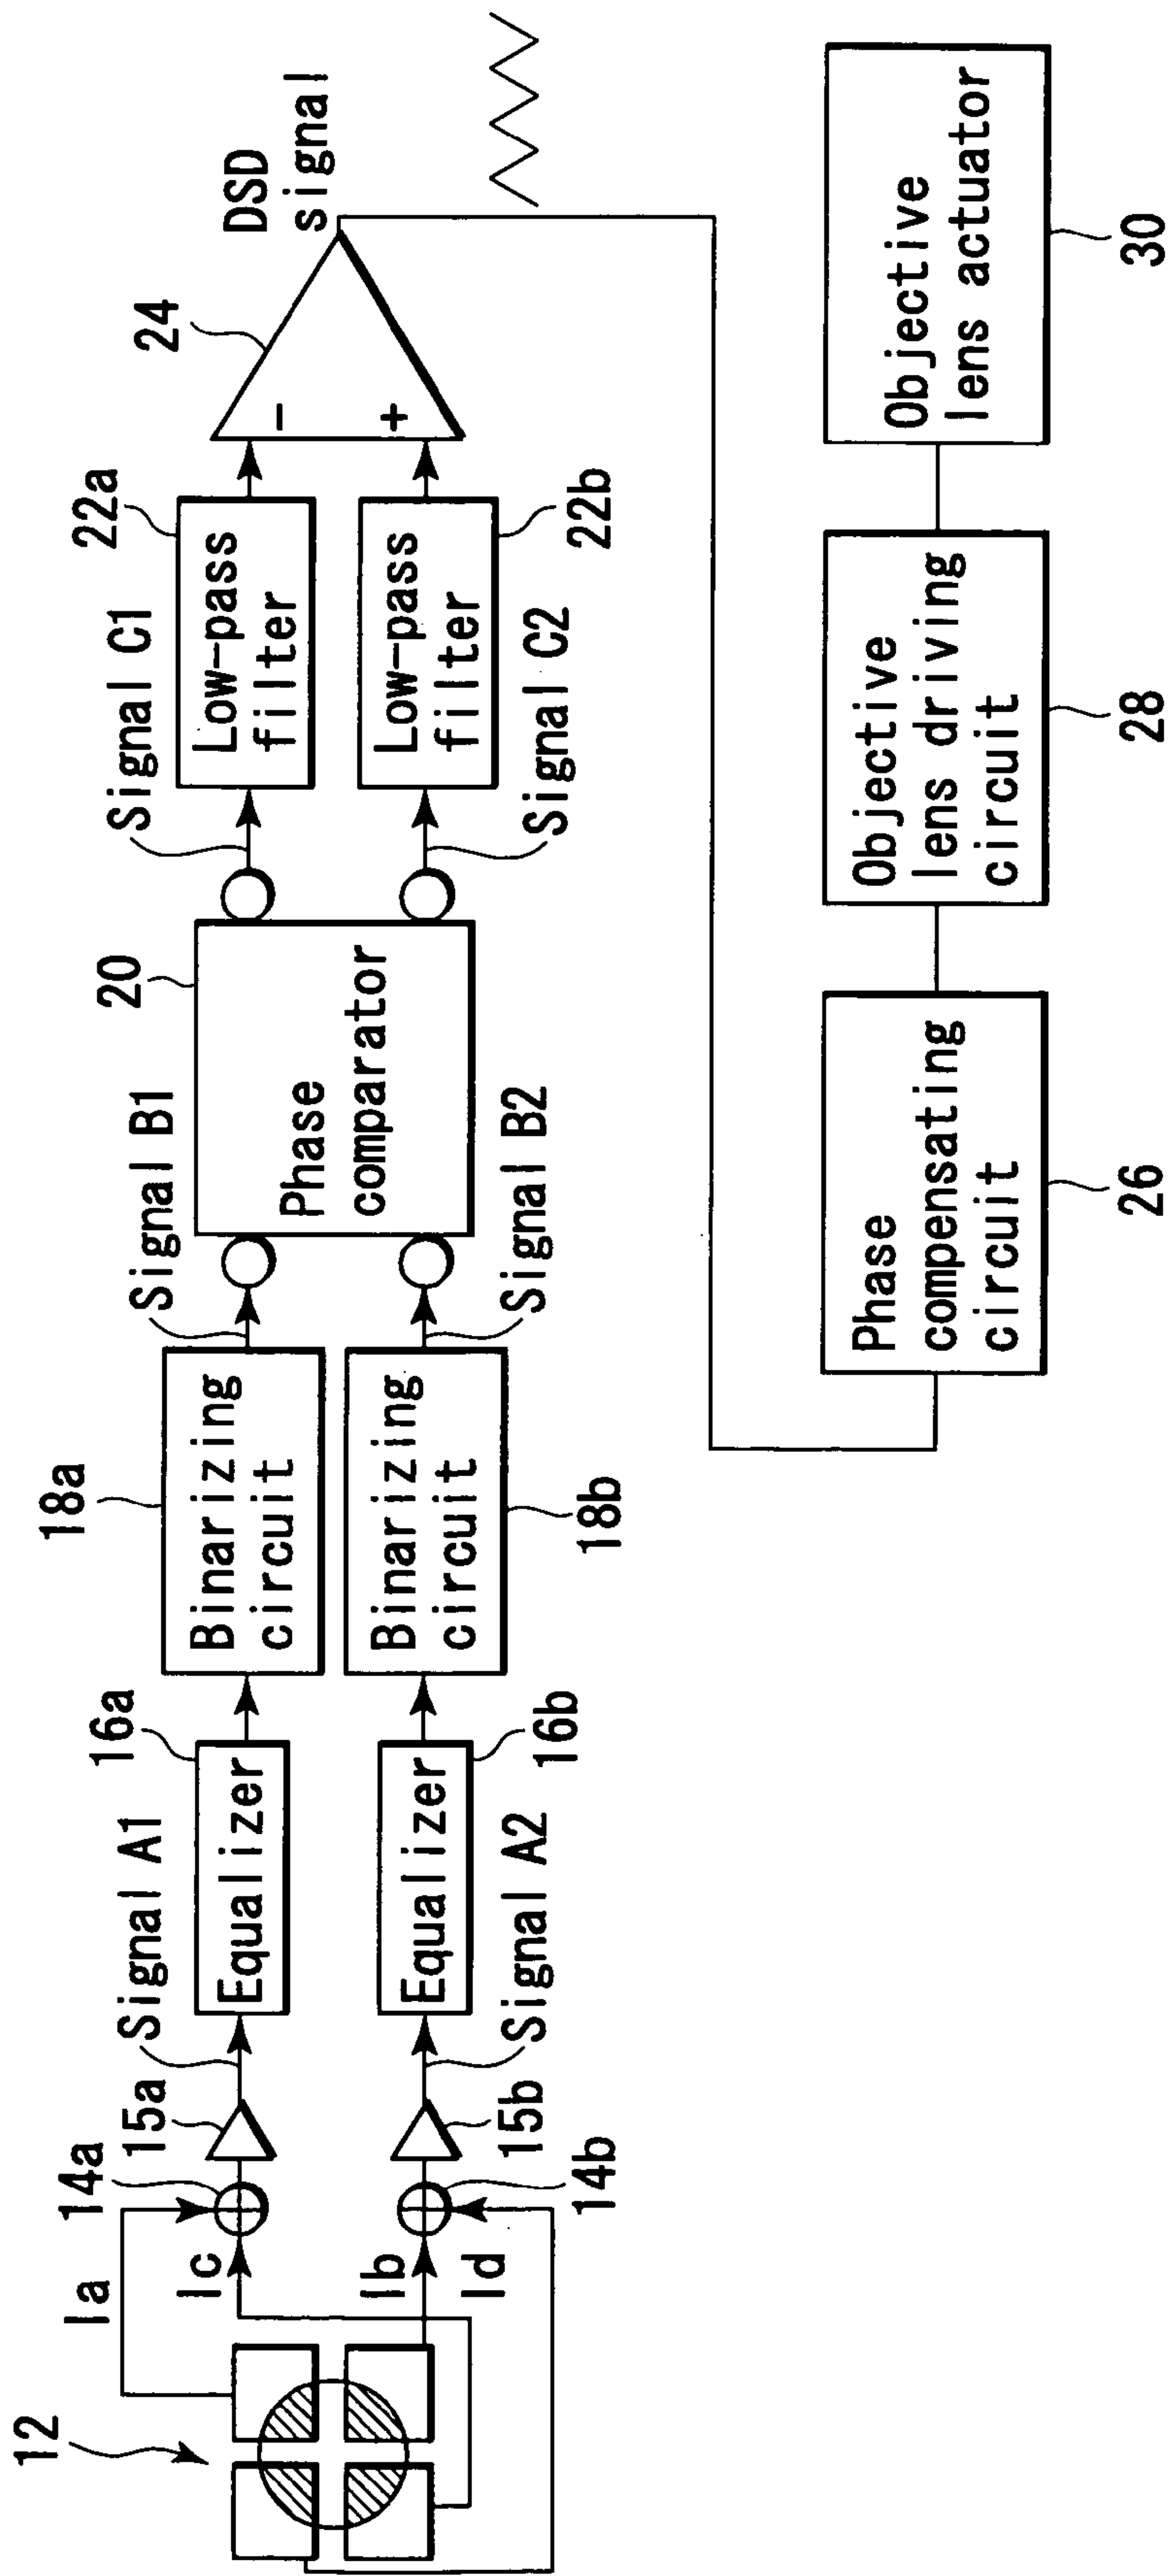 12
Ia
Ic
Ib
Id
14a
14b
15a
15b
Signal A1
Signal A2
16a
Equalizer
Equalizer
16b
18a
Binarizing
circuit
Binarizing
circuit
18b
Signal B1
Signal B2
20
Phase
comparator
Signal C1
Signal C2
22a
Low-pass
filter
Low-pass
filter
22b
24
-
+
DSD
signal
Phase
compensating
circuit
26
Objective
lens driving
circuit
28
Objective
lens actuator
30